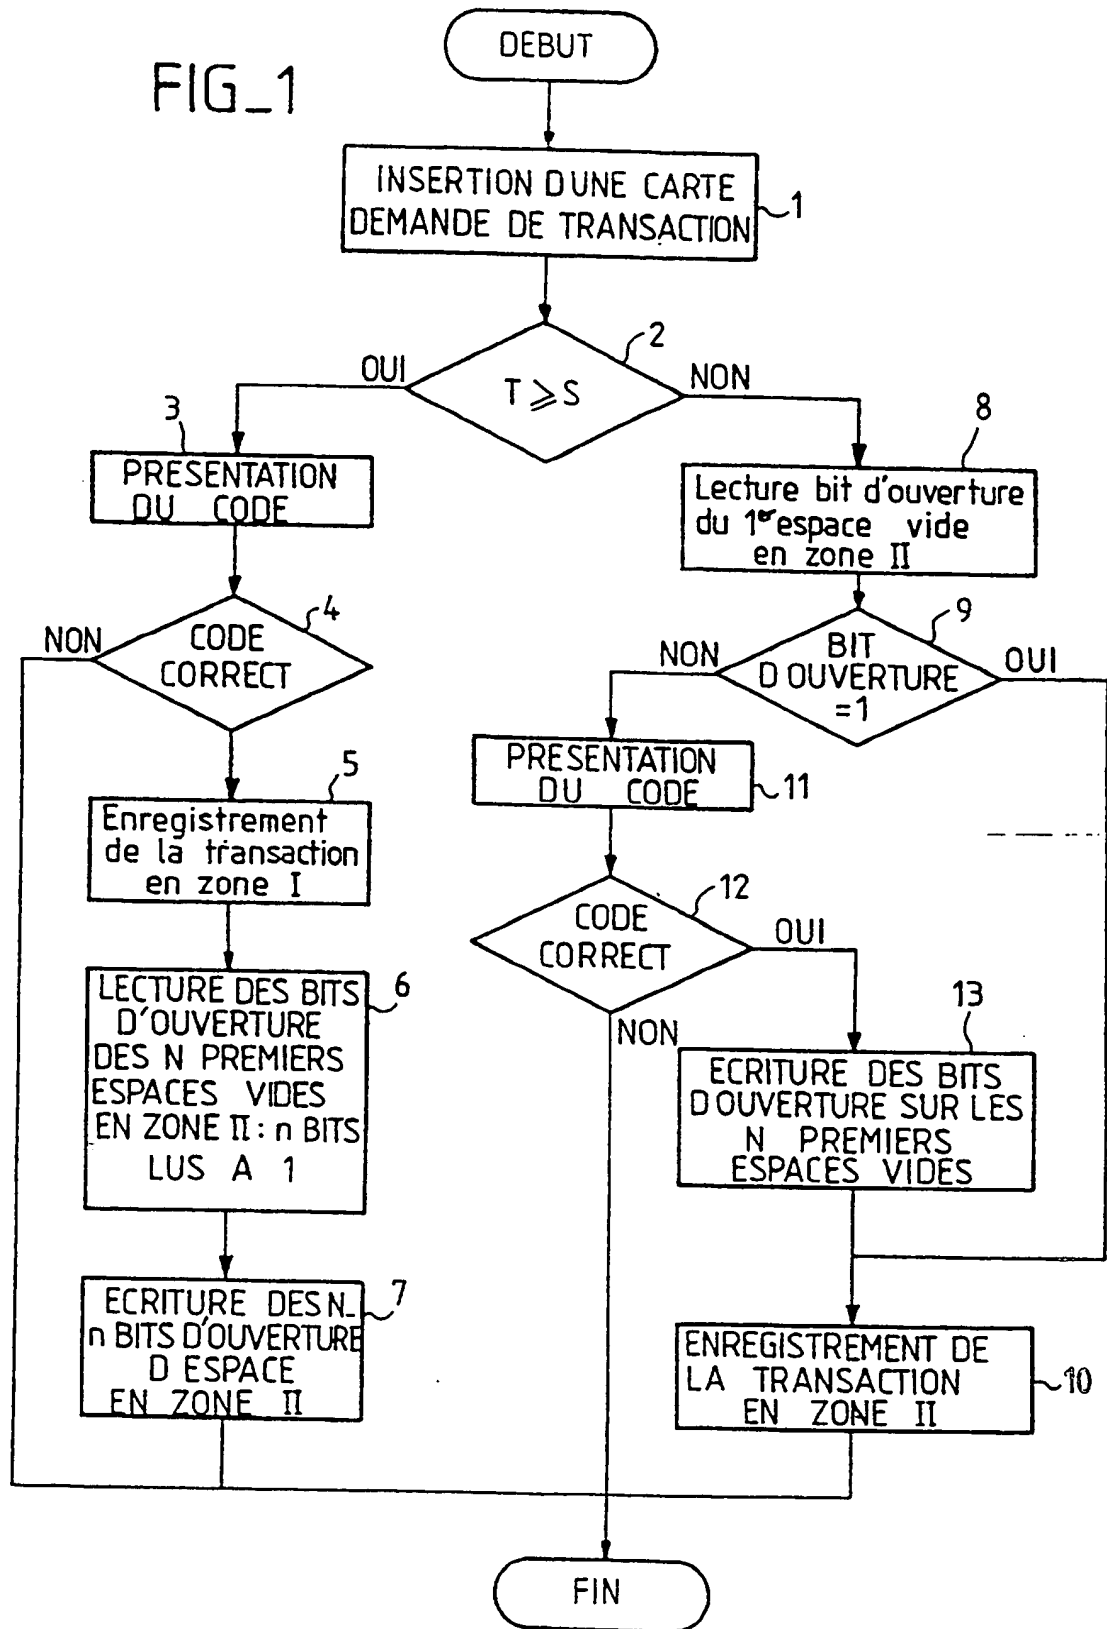 DEBUT
FIG_1
INSERTION DUNE CARTE
DEMANDE DE TRANSACTION
1
2
OUI
T ⩾ S
NON
3
PRESENTATION
DU CODE
8
Lecture bit d'ouverture
du 1er espace vide
en zone II
4
NON
CODE
CORRECT
9
NON
BIT
D OUVERTURE
=1
OUI
5
Enregistrement
de la transaction
en zone I
PRESENTATION
DU CODE
11
12
CODE
CORRECT
OUI
NON
6
LECTURE DES BITS
D'OUVERTURE
DES N PREMIERS
ESPACES VIDES
EN ZONE II : n BITS
LUS A 1
13
ECRITURE DES BITS
D OUVERTURE SUR LES
N PREMIERS
ESPACES VIDES
7
ECRITURE DES N_
n BITS D'OUVERTURE
D ESPACE
EN ZONE II
ENREGISTREMENT DE
LA TRANSACTION
EN ZONE II
10
FIN